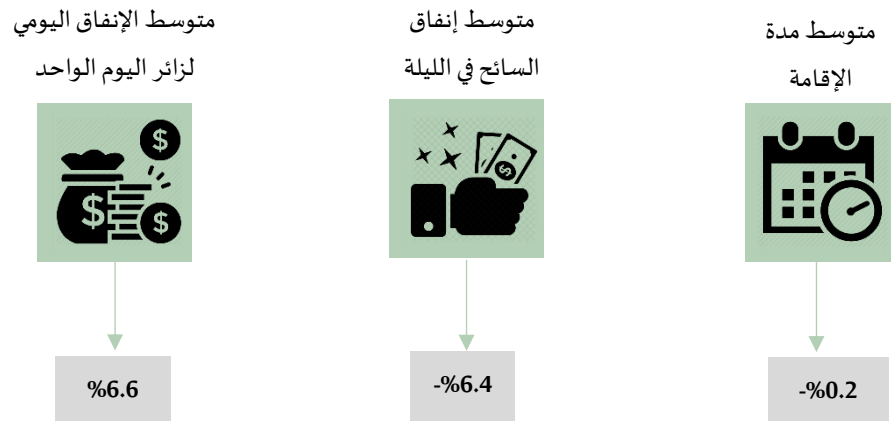 متوسط مدة
الإقامة
متوسط إنفاق
السائح في الليلة
متوسط الإنفاق اليومي
لزائر اليوم الواحد
-%0.2
-%6.4
%6.6